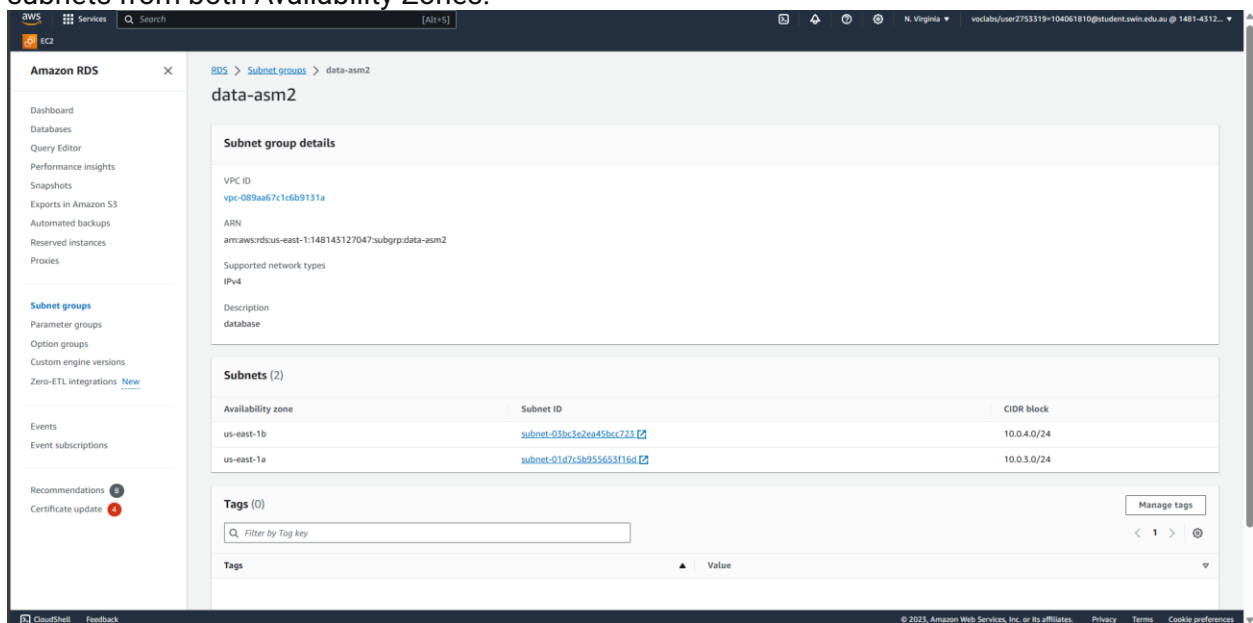 subnets from both Availability Zones.
aws Services Search [Alt+S] N. Virginia voclabs/user2753319=104061810@student.swin.edu.au @ 1481-4312...
EC2
Amazon RDS
Dashboard
Databases
Query Editor
Performance insights
Snapshots
Exports in Amazon S3
Automated backups
Reserved instances
Proxies
Subnet groups
Parameter groups
Option groups
Custom engine versions
Zero-ETL integrations New
Events
Event subscriptions
Recommendations 8
Certificate update 4
RDS > Subnet groups > data-asm2
data-asm2
Subnet group details
VPC ID
vpc-089aa67c1c6b9131a
ARN
arn:aws:rds:us-east-1:148143127047:subgrp:data-asm2
Supported network types
IPv4
Description
database
Subnets (2)
Availability zone Subnet ID CIDR block
us-east-1b subnet-03bc3e2ea45bcc723 10.0.4.0/24
us-east-1a subnet-01d7c5b955653f16d 10.0.3.0/24
Tags (0) Manage tags
Filter by Tag key < 1 >
Tags Value
CloudShell Feedback © 2023, Amazon Web Services, Inc. or its affiliates. Privacy Terms Cookie preferences